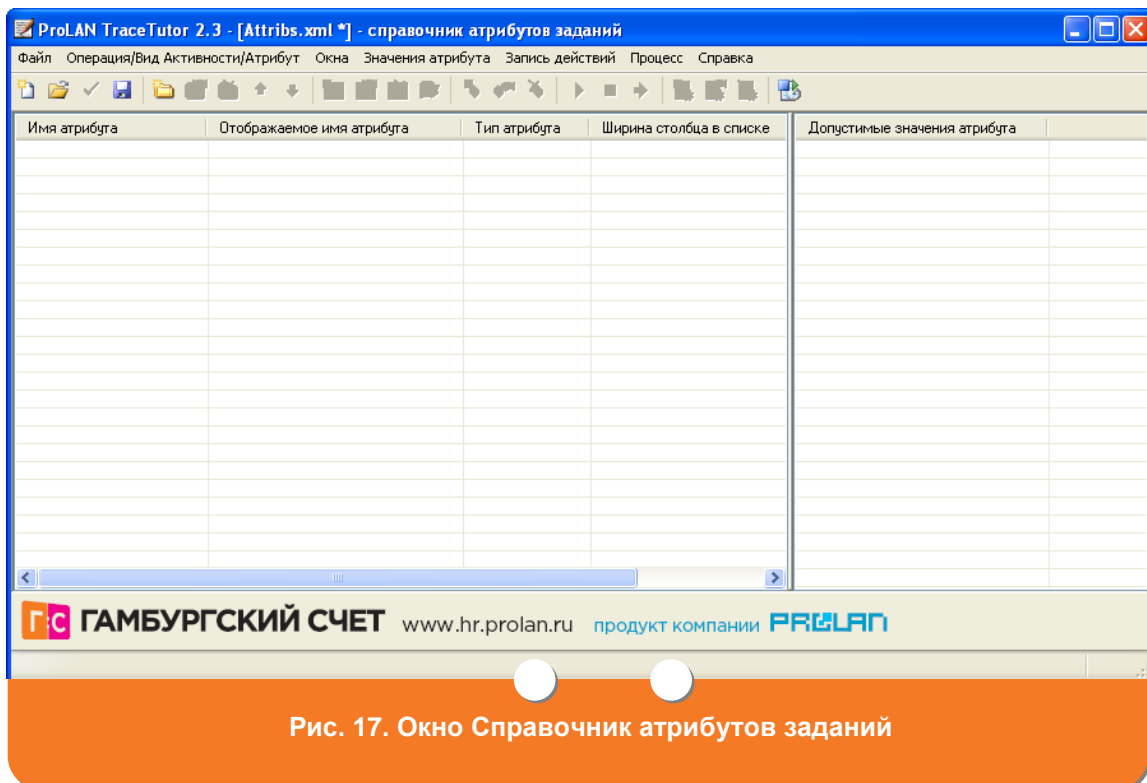 ProLAN TraceTutor 2.3 - [Attribs.xml *] - справочник атрибутов заданий
Файл Операция/Вид Активности/Атрибут Окна Значения атрибута Запись действий Процесс Справка
Имя атрибута Отображаемое имя атрибута Тип атрибута Ширина столбца в списке Допустимые значения атрибута
Г:С ГАМБУРГСКИЙ СЧЕТ www.hr.prolan.ru продукт компании PROLAN
Рис. 17. Окно Справочник атрибутов заданий